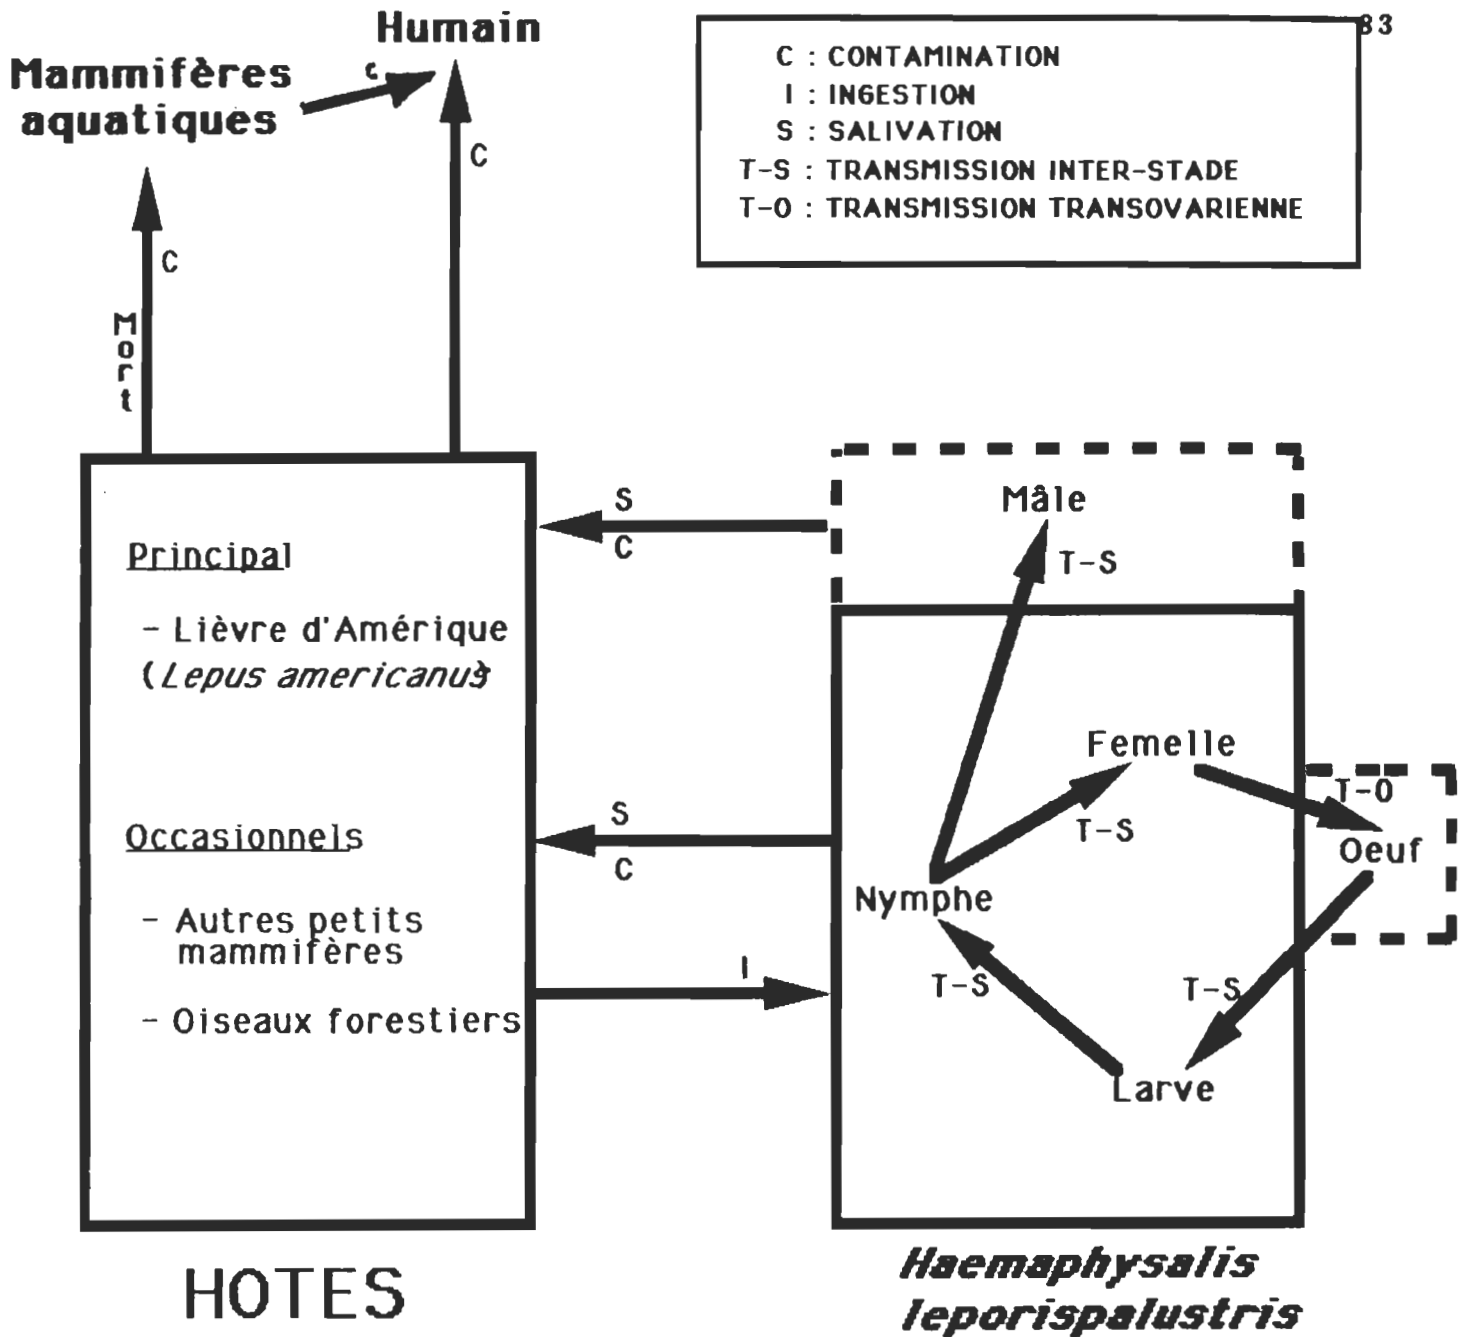 83
Humain
Mammifères
aquatiques
c
C
C
Mort
C : CONTAMINATION
I : INGESTION
S : SALIVATION
T-S : TRANSMISSION INTER-STADE
T-O : TRANSMISSION TRANSOVARIENNE
Principal
- Lièvre d'Amérique
(Lepus americanus)
Occasionnels
- Autres petits
mammifères
- Oiseaux forestiers
HOTES
S
C
S
C
I
Mâle
T-S
Femelle
T-S
T-O
Oeuf
Nymphe
T-S
T-S
Larve
Haemaphysalis
leporispalustris